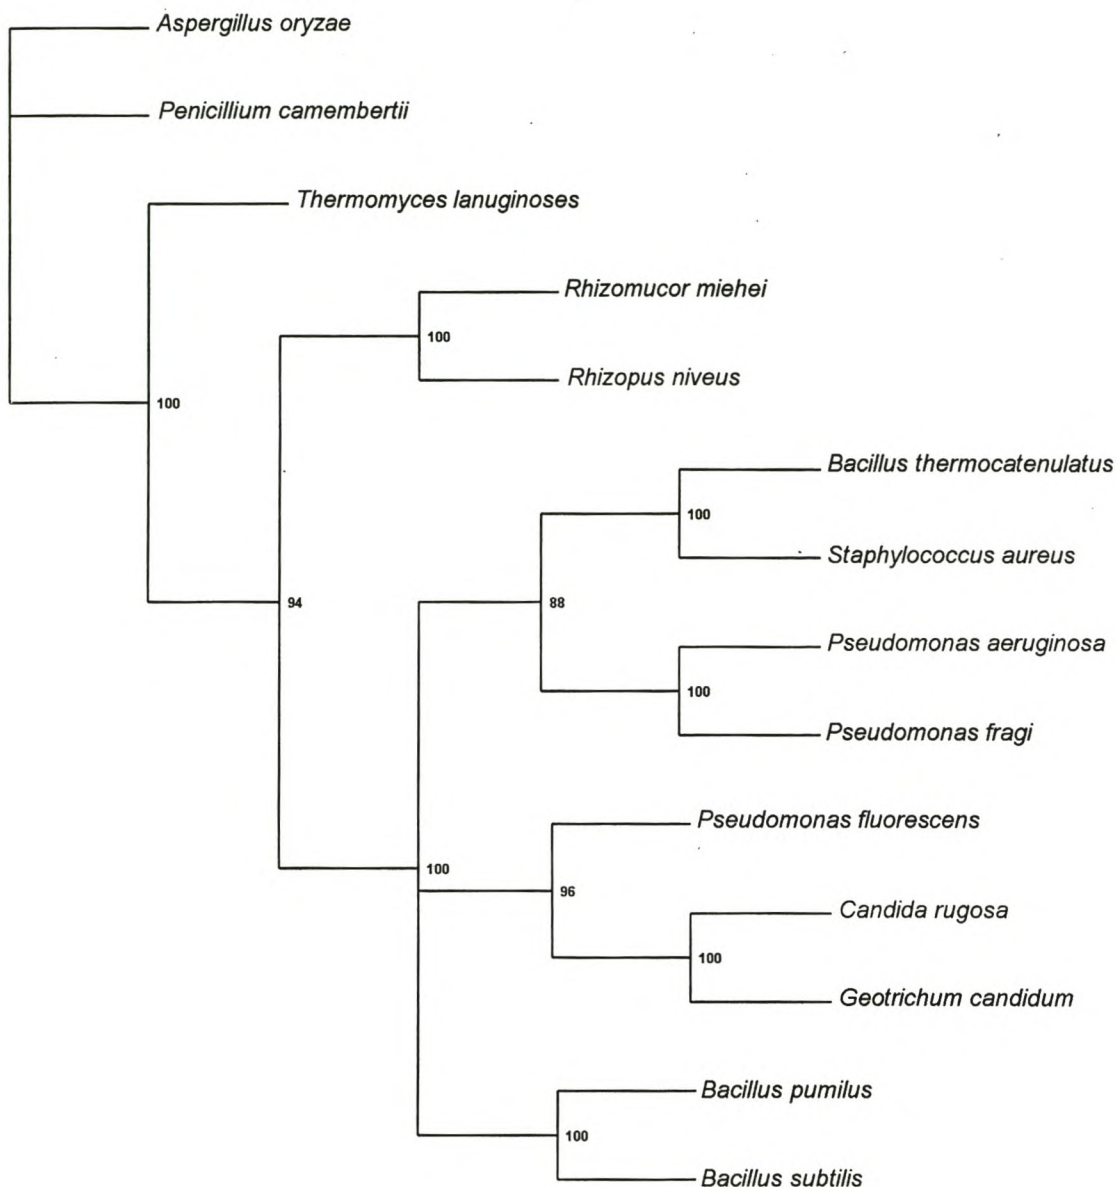 Aspergillus oryzae
Penicillium camembertii
Thermomyces lanuginoses
Rhizomucor miehei
100
Rhizopus niveus
100
Bacillus thermocatenulatus
100
Staphylococcus aureus
94
88
Pseudomonas aeruginosa
100
Pseudomonas fragi
Pseudomonas fluorescens
100
96
Candida rugosa
100
Geotrichum candidum
Bacillus pumilus
100
Bacillus subtilis